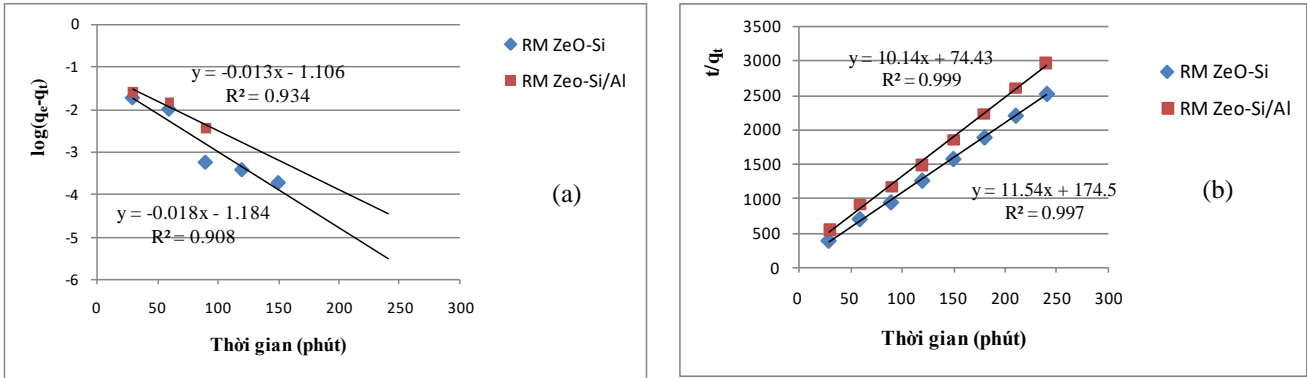 0
-1
-2
-3
-4
-5
-6
log(qe-qt)
y = -0.013x - 1.106
R² = 0.934
y = -0.018x - 1.184
R² = 0.908
0 50 100 150 200 250 300
Thời gian (phút)
RM ZeO-Si
RM Zeo-Si/Al
(a)
3500
3000
2500
2000
1500
1000
500
0
t/qt
y = 10.14x + 74.43
R² = 0.999
y = 11.54x + 174.5
R² = 0.997
0 50 100 150 200 250 300
Thời gian (phút)
RM ZeO-Si
RM Zeo-Si/Al
(b)